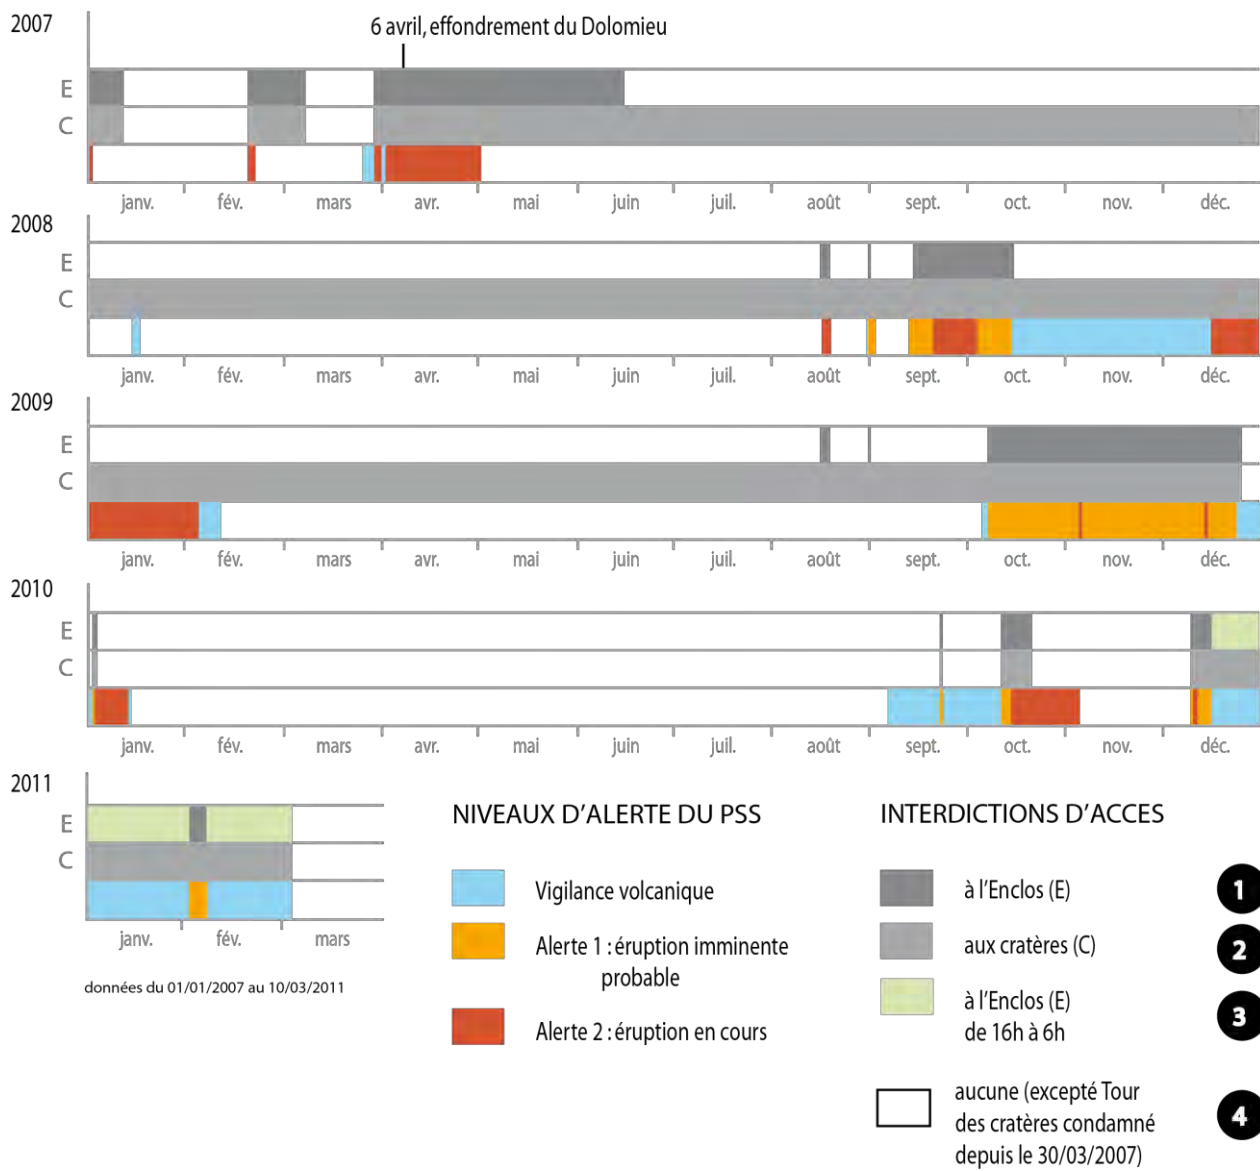 2007
6 avril, effondrement du Dolomieu
E
C
janv. fév. mars avr. mai juin juil. août sept. oct. nov. déc.
2008
E
C
janv. fév. mars avr. mai juin juil. août sept. oct. nov. déc.
2009
E
C
janv. fév. mars avr. mai juin juil. août sept. oct. nov. déc.
2010
E
C
janv. fév. mars avr. mai juin juil. août sept. oct. nov. déc.
2011
E
C
janv. fév. mars
données du 01/01/2007 au 10/03/2011
NIVEAUX D'ALERTE DU PSS
Vigilance volcanique
Alerte 1 : éruption imminente
probable
Alerte 2 : éruption en cours
INTERDICTIONS D'ACCES
à l'Enclos (E) 1
aux cratères (C) 2
à l'Enclos (E)
de 16h à 6h 3
aucune (excepté Tour
des cratères condamné 4
depuis le 30/03/2007)